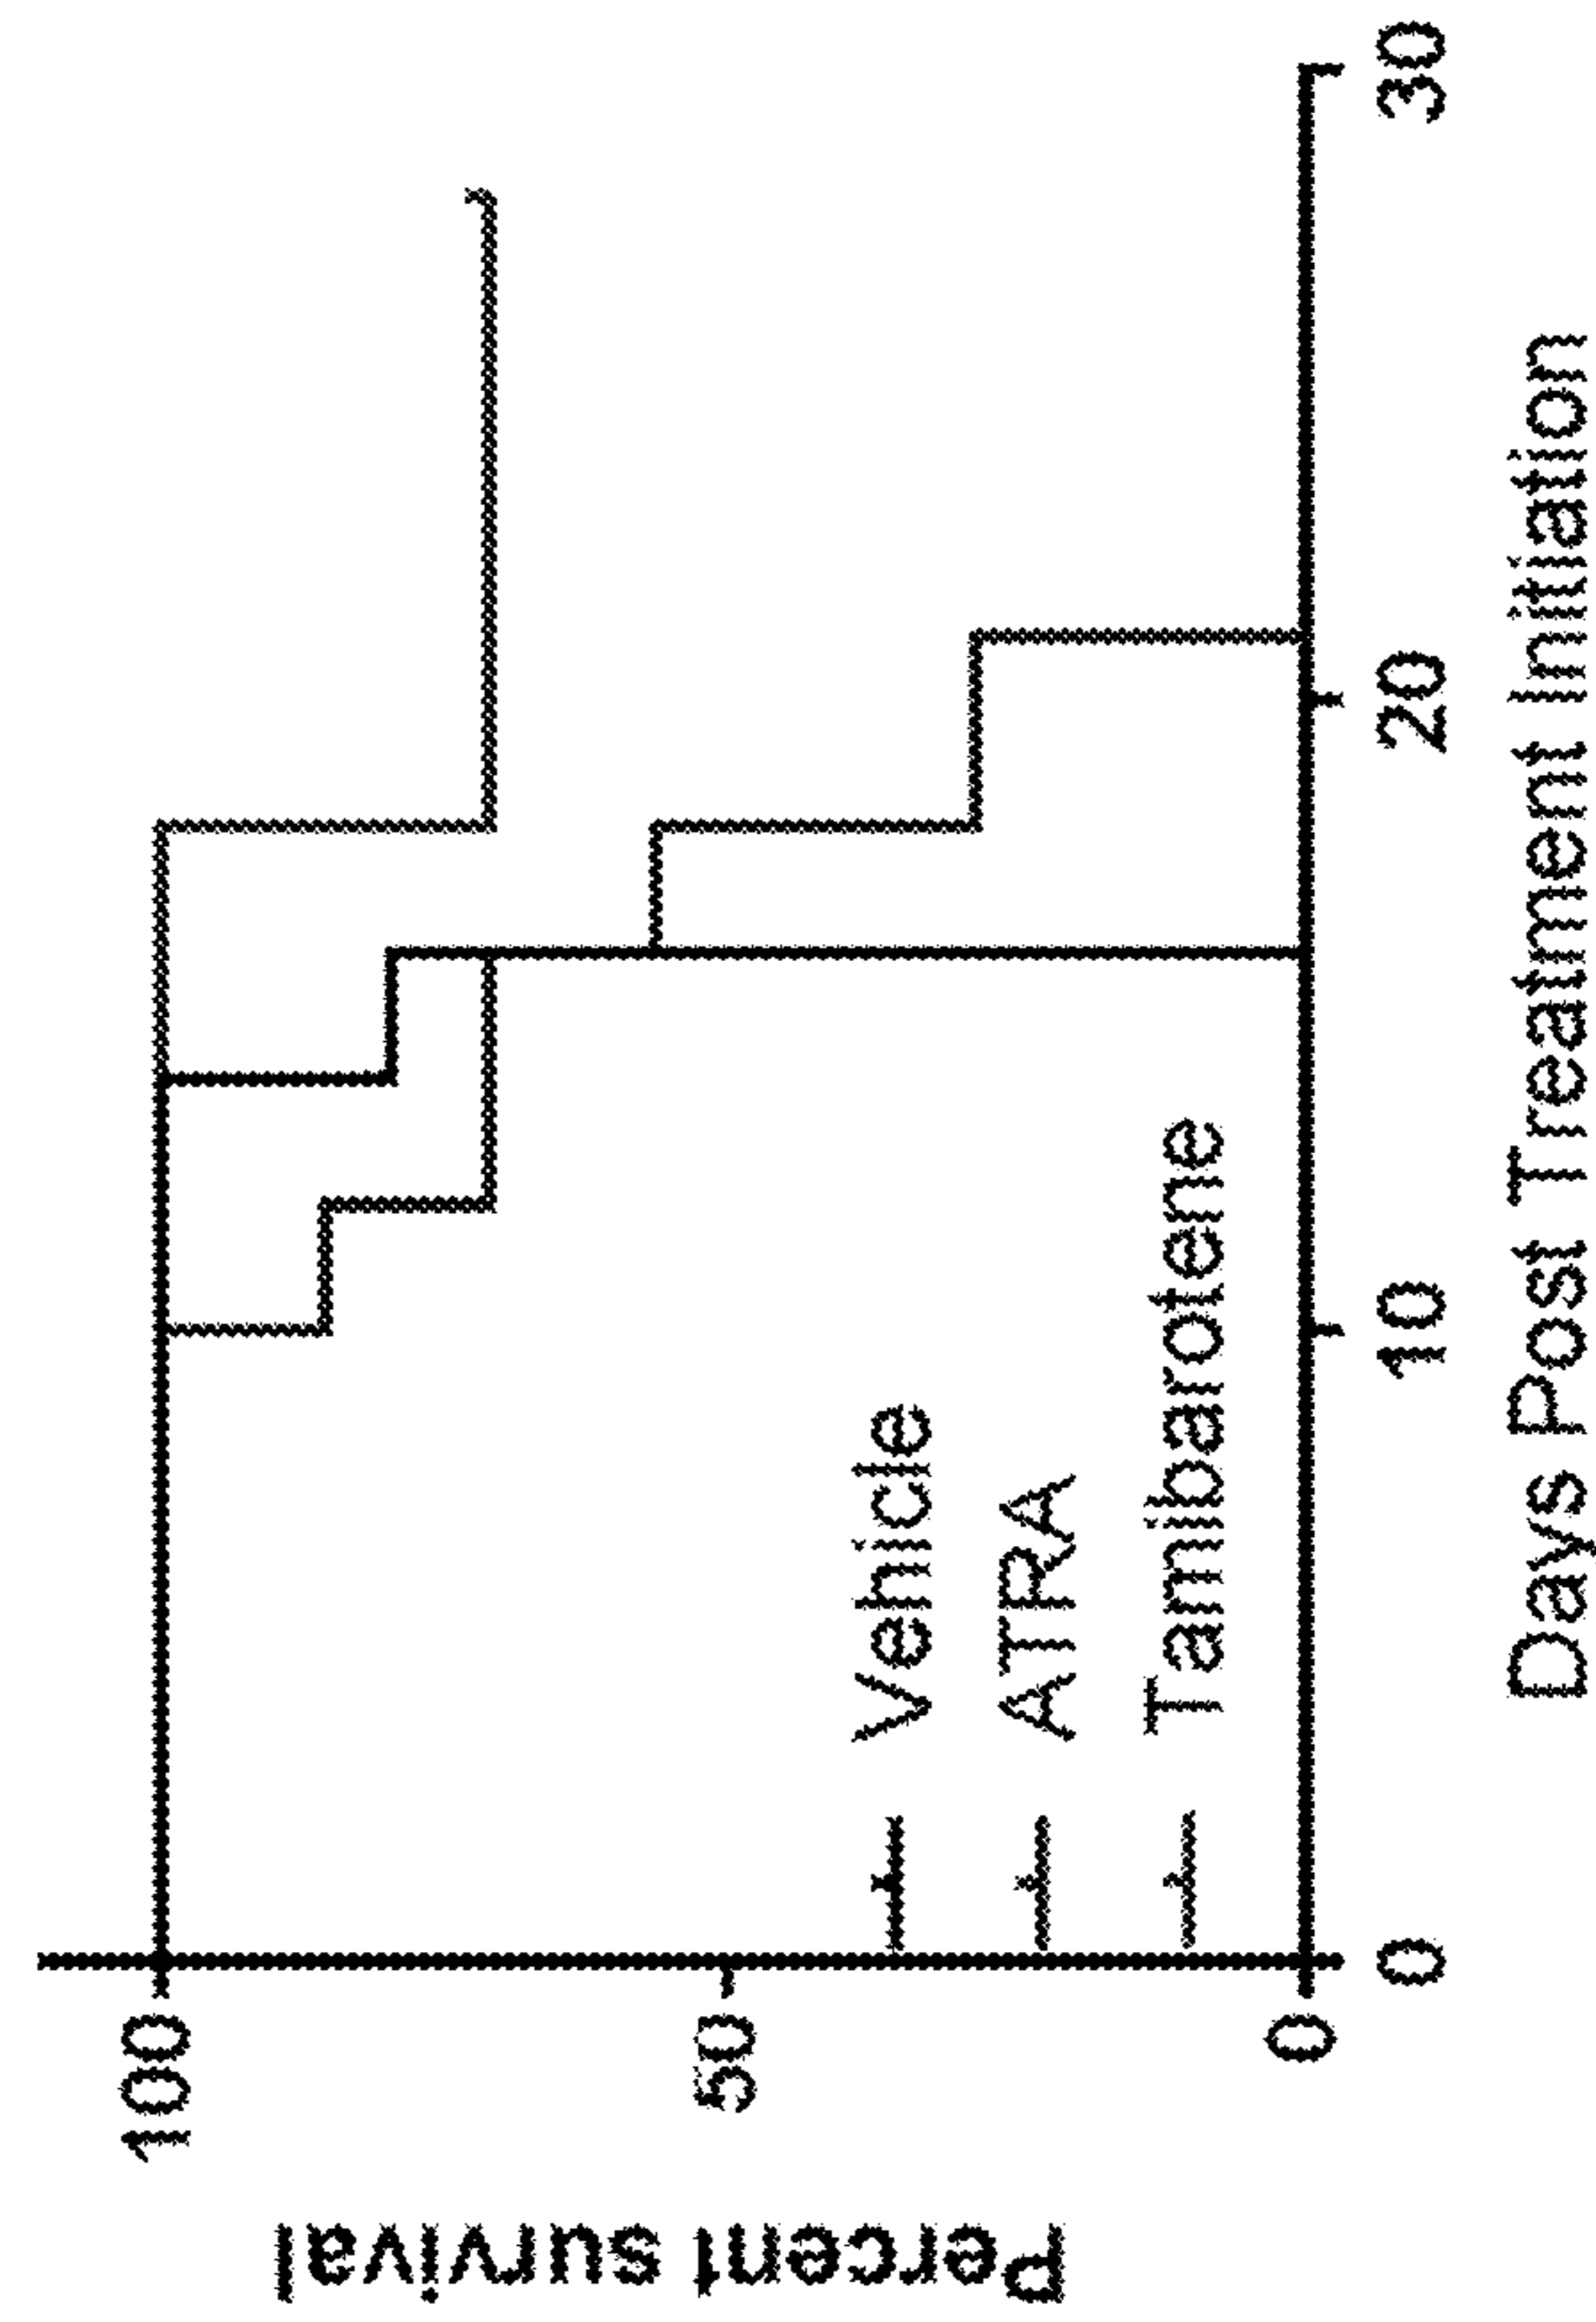 Percent survival
100
50
0
Vehicle
ATRA
Tamibarotene
0
10
20
30
Days Post Treatment Initiation